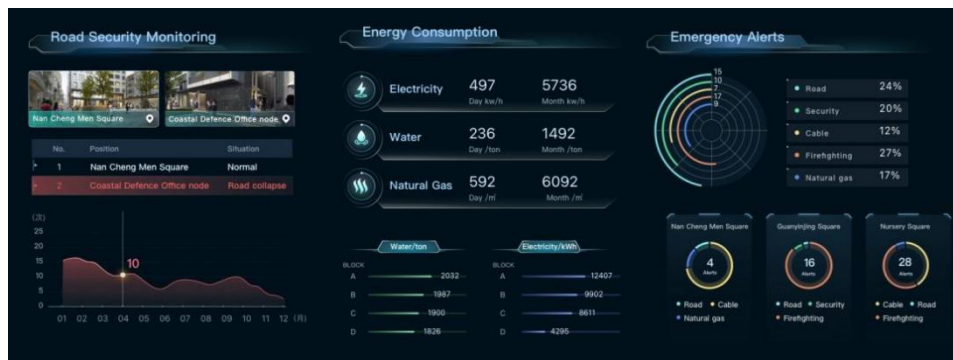 Road Security Monitoring
Nan Cheng Men Square
Coastal Defence Office node
No. Position Situation
1 Nan Cheng Men Square Normal
2 Coastal Defence Office node Road collapse
(次)
25
20
15
10
5
0
10
01 02 03 04 05 06 07 08 09 10 11 12 (月)
Energy Consumption
Electricity 497 5736
Day kw/h Month kw/h
Water 236 1492
Day /ton Month /ton
Natural Gas 592 6092
Day /㎡ Month /㎡
Water/ton
BLOCK
A 2032
B 1987
C 1900
D 1826
Electricity/kWh
BLOCK
A 12407
B 9902
C 8611
D 4295
Emergency Alerts
15
10
7
17
9
Road 24%
Security 20%
Cable 12%
Firefighting 27%
Natural gas 17%
Nan Cheng Men Square
4
Alerts
Road Cable
Natural gas
Guanyinjing Square
16
Alerts
Road Security
Firefighting
Nursery Square
28
Alerts
Cable Road
Firefighting